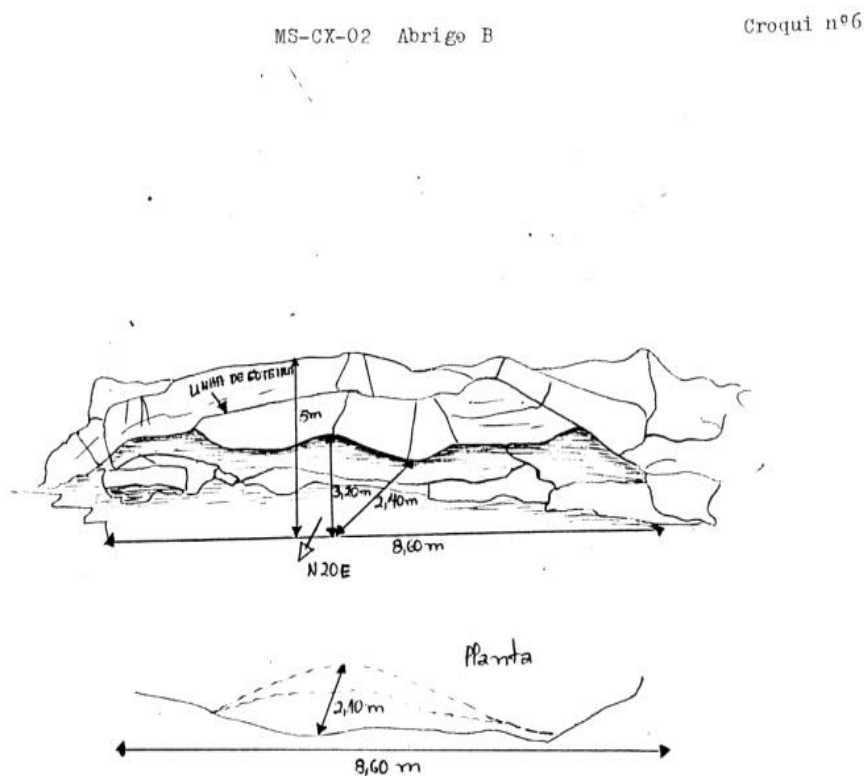 MS-CX-02 Abrigo B
Croqui nº6
LINHA DE GOTEIRA
5m
3,20m
2,40m
8,60 m
N20E
Planta
2,10m
8,60 m